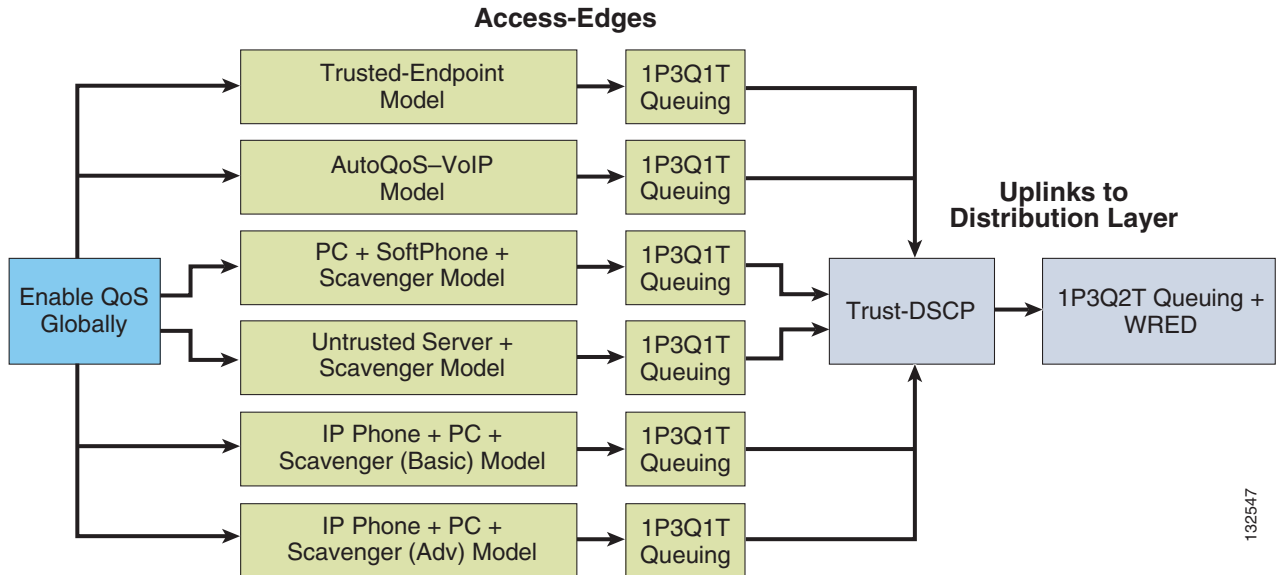 Access-Edges
Trusted-Endpoint
Model
1P3Q1T
Queuing
AutoQoS–VoIP
Model
1P3Q1T
Queuing
Uplinks to
Distribution Layer
PC + SoftPhone +
Scavenger Model
1P3Q1T
Queuing
Enable QoS
Globally
Trust-DSCP
1P3Q2T Queuing +
WRED
Untrusted Server +
Scavenger Model
1P3Q1T
Queuing
IP Phone + PC +
Scavenger (Basic) Model
1P3Q1T
Queuing
IP Phone + PC +
Scavenger (Adv) Model
1P3Q1T
Queuing
132547